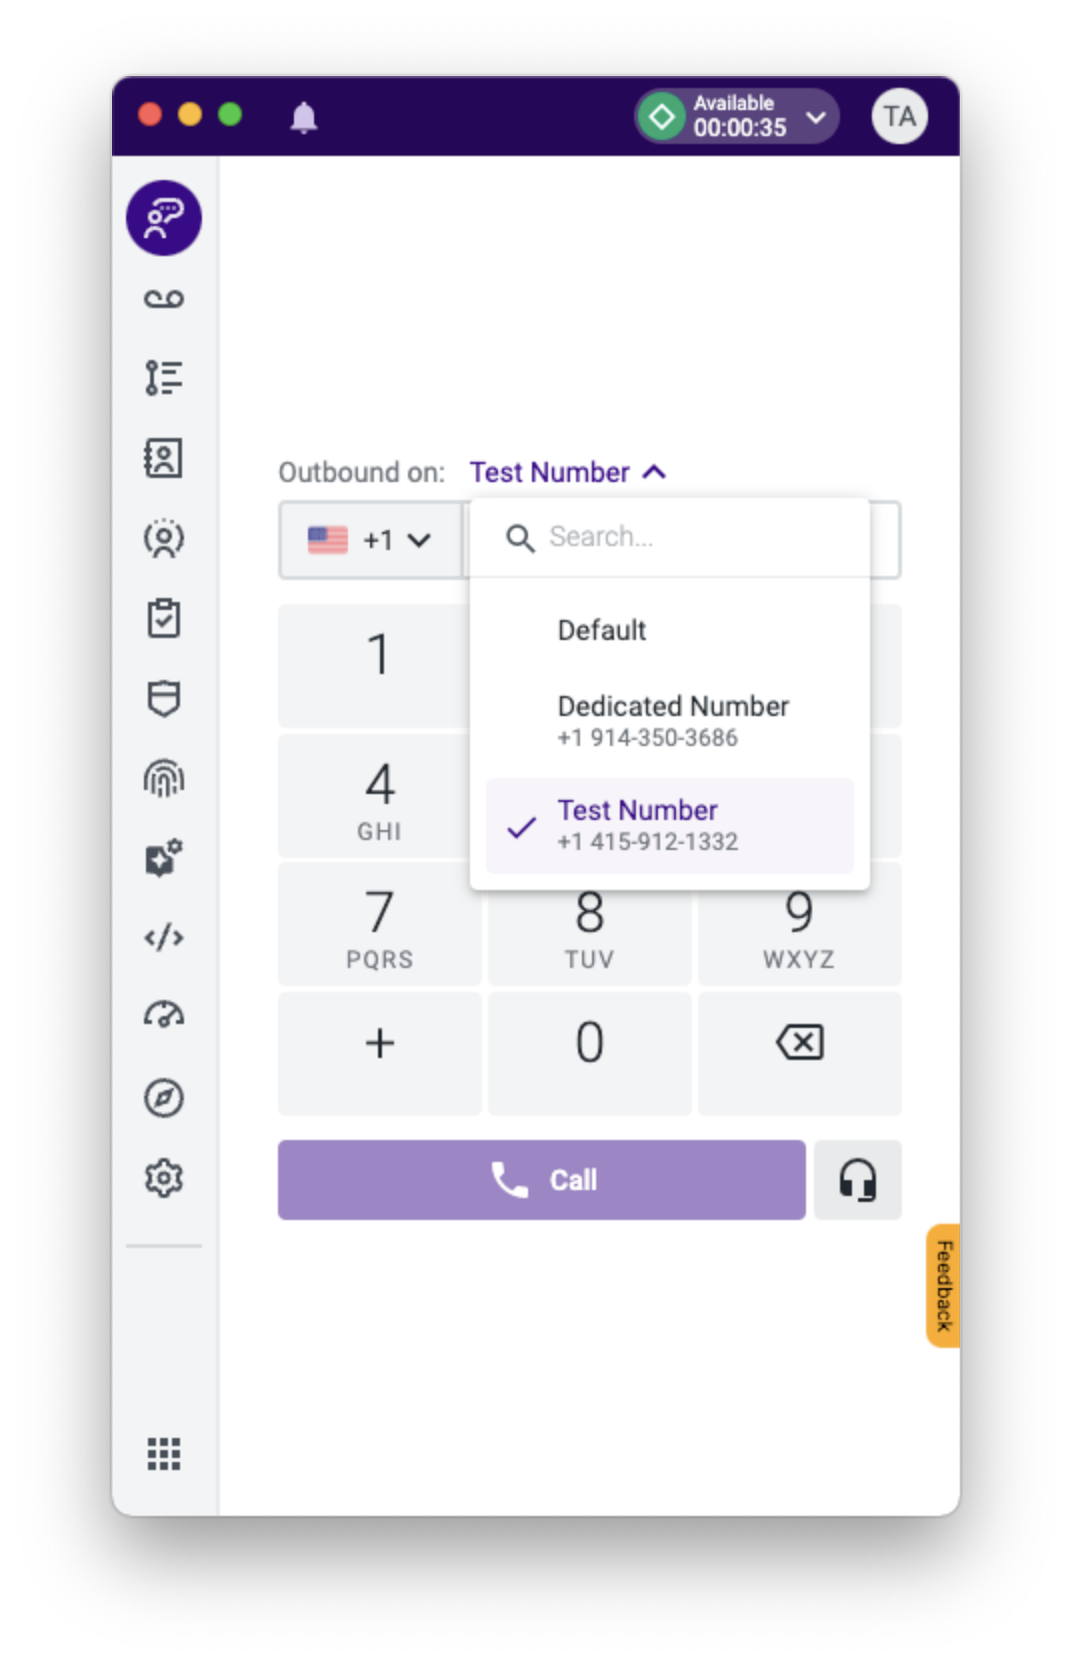 Available
00:00:35
TA
Outbound on: Test Number
+1
Search...
Default
Dedicated Number
+1 914-350-3686
Test Number
+1 415-912-1332
1
4
GHI
7
PQRS
8
TUV
9
WXYZ
+
0
Call
Feedback